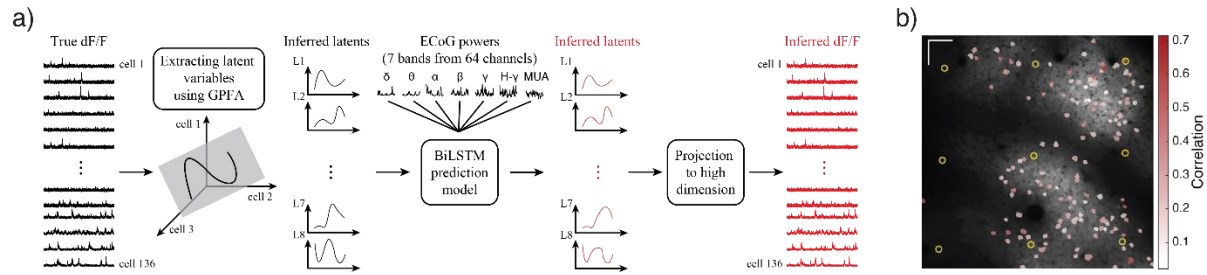 a)
True dF/F
cell 1
cell 136
Extracting latent
variables
using GPFA
cell 1
cell 2
cell 3
Inferred latents
L1
L2
L7
L8
ECoG powers
(7 bands from 64 channels)
δ θ α β γ H-γ MUA
BiLSTM
prediction
model
Inferred latents
L1
L2
L7
L8
Projection
to high
dimension
Inferred dF/F
cell 1
cell 136
b)
0.7
0.6
0.5
0.4
0.3
0.2
0.1
Correlation